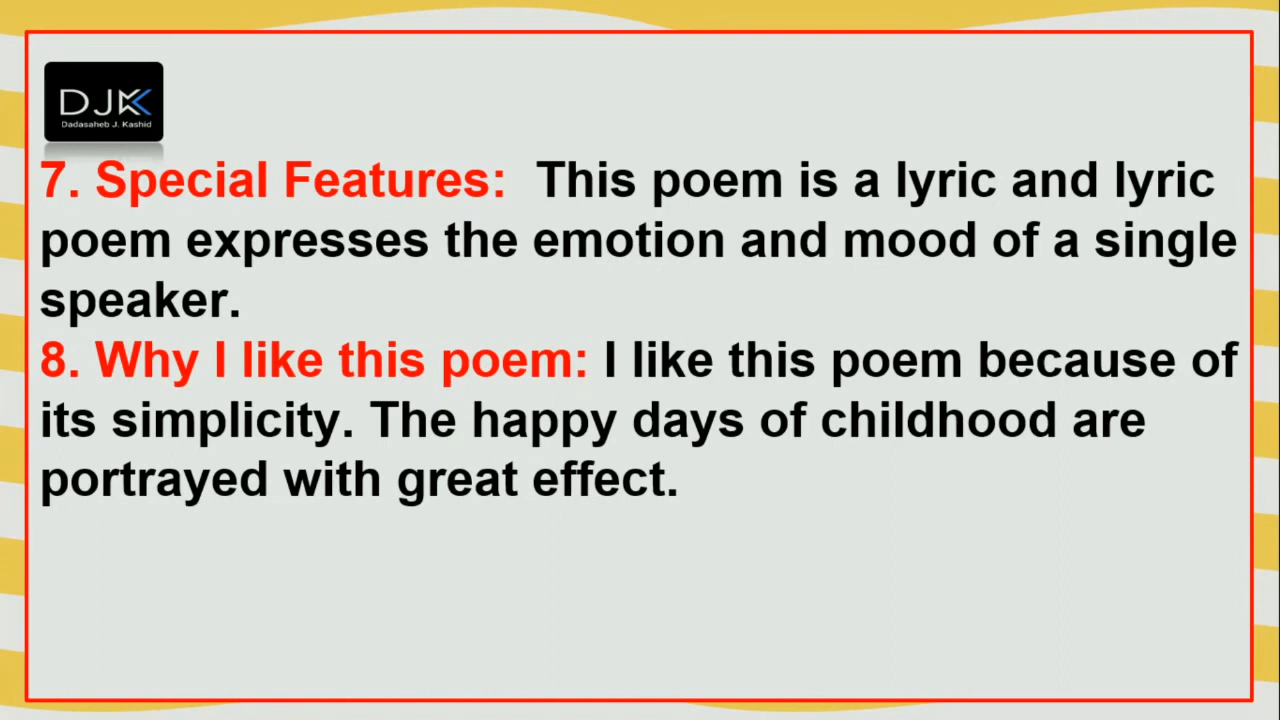 DJK
Dadasaheb J. Kashid
7. Special Features: This poem is a lyric and lyric
poem expresses the emotion and mood of a single
speaker.
8. Why I like this poem: I like this poem because of
its simplicity. The happy days of childhood are
portrayed with great effect.